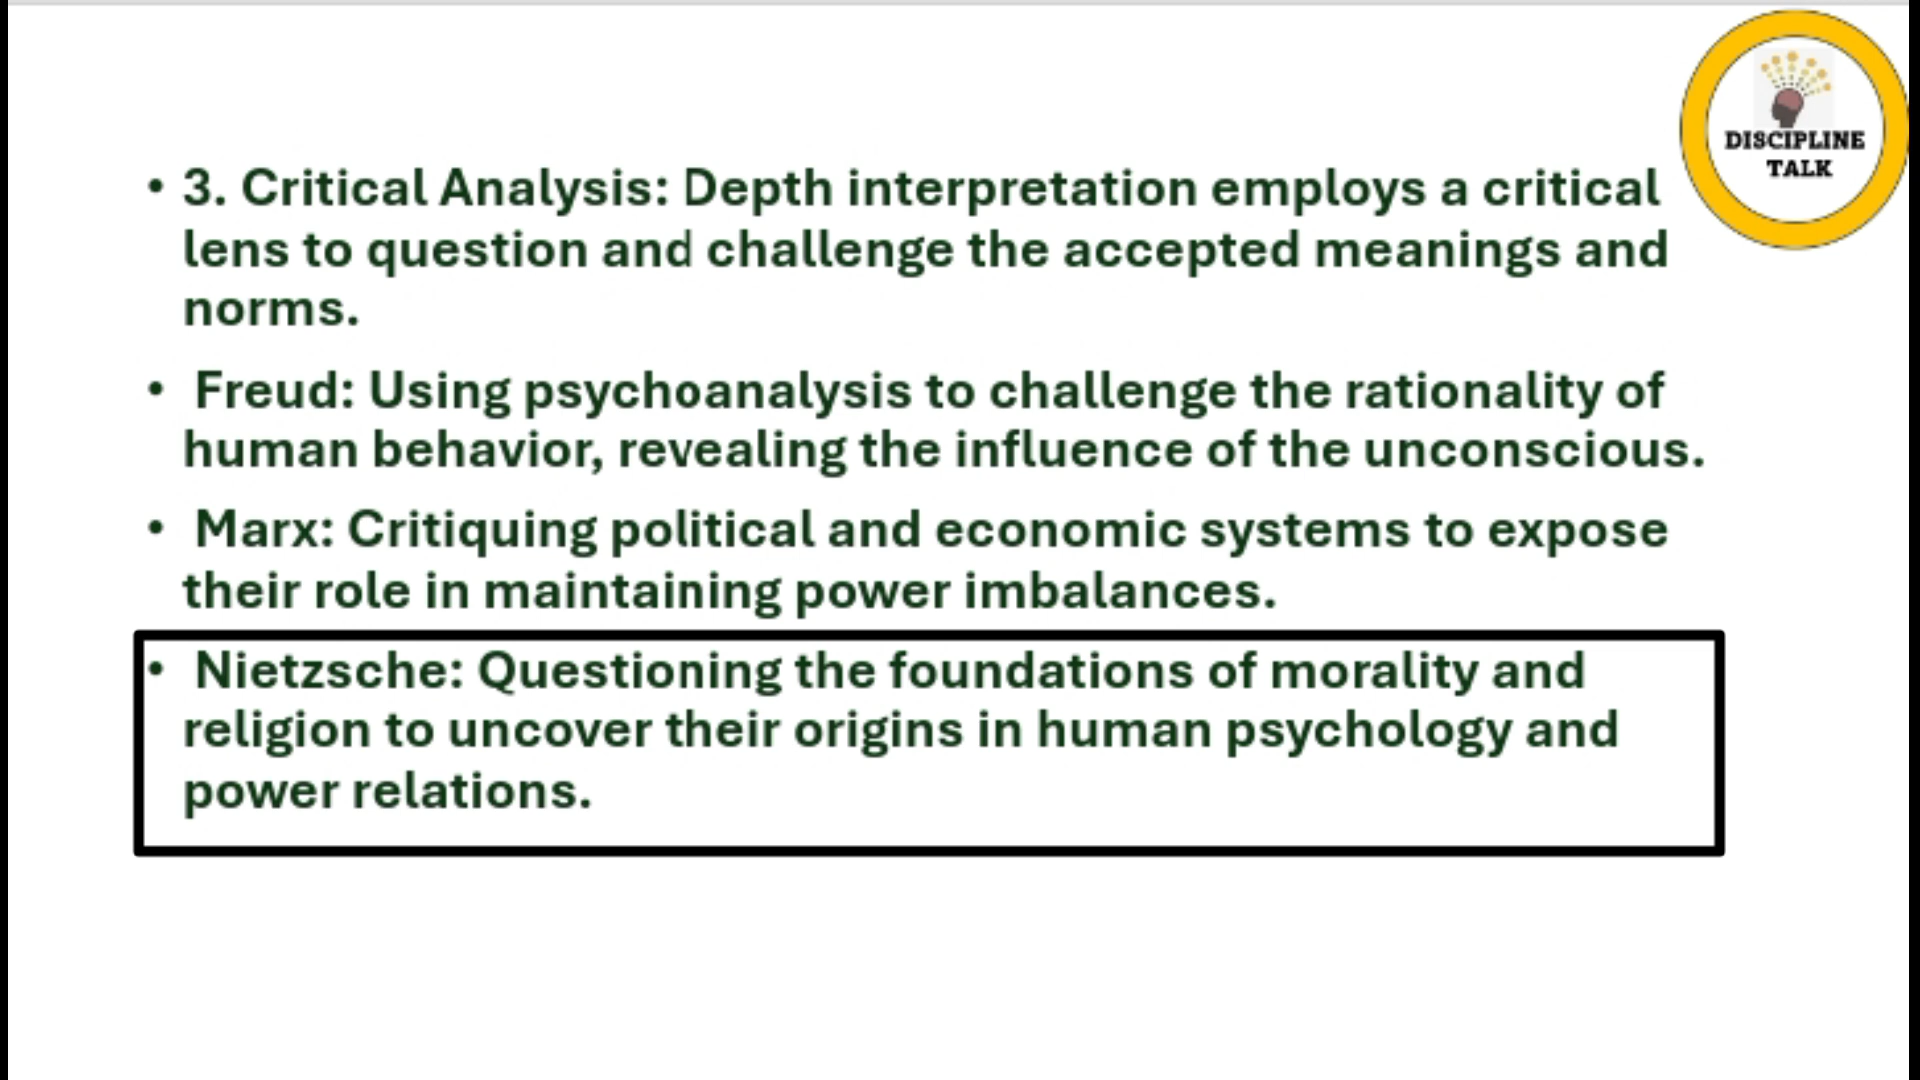 DISCIPLINE
TALK
• 3. Critical Analysis: Depth interpretation employs a critical
lens to question and challenge the accepted meanings and
norms.
• Freud: Using psychoanalysis to challenge the rationality of
human behavior, revealing the influence of the unconscious.
• Marx: Critiquing political and economic systems to expose
their role in maintaining power imbalances.
• Nietzsche: Questioning the foundations of morality and
religion to uncover their origins in human psychology and
power relations.